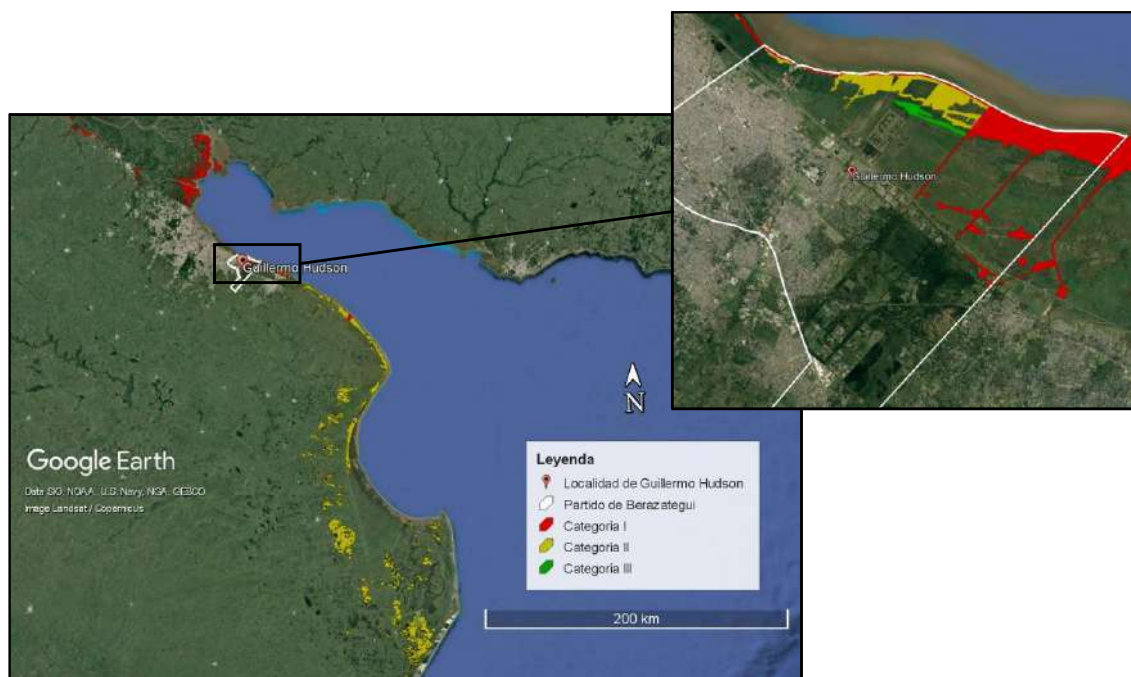 Guillermo Hudson
Guillermo Hudson
N
Google Earth
Data SIO, NOAA, U.S. Navy, NGA, GEBCO
Image Landsat / Copernicus
Leyenda
Localidad de Guillermo Hudson
Partido de Berazategui
Categoria I
Categoria II
Categoria III
200 km